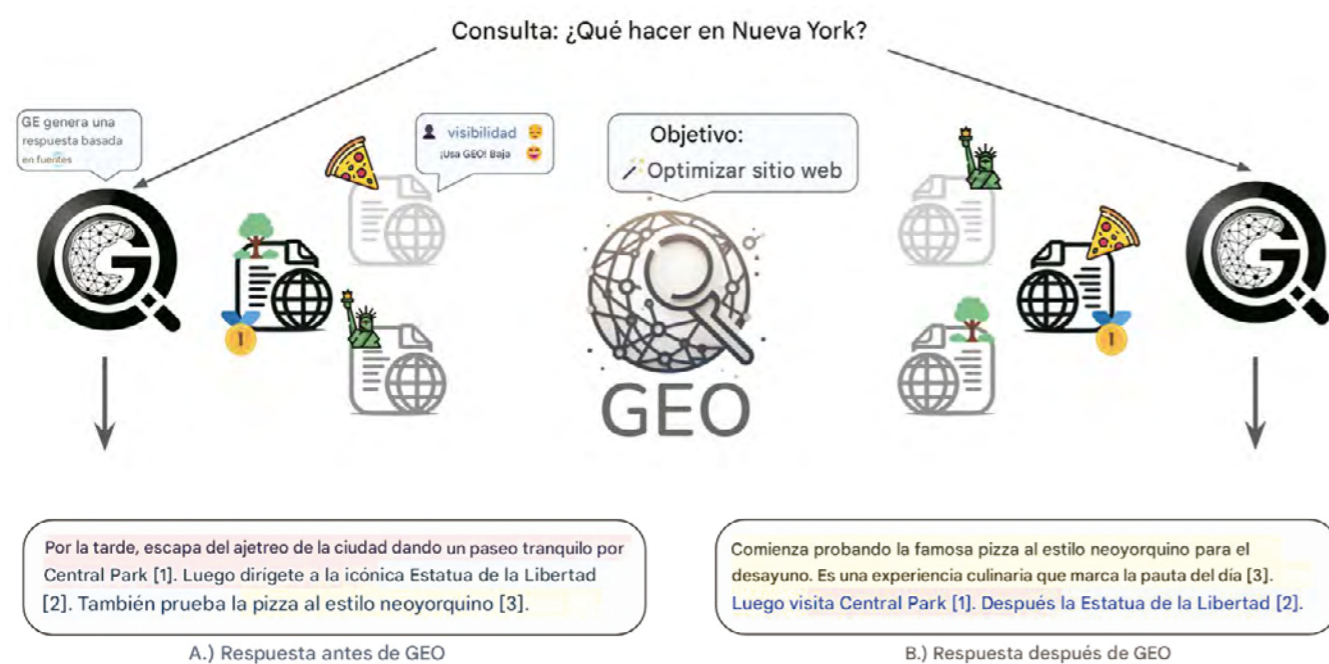 Consulta: ¿Qué hacer en Nueva York?
GE genera una
respuesta basada
en fuentes
visibilidad
¡Usa GEO! Baja
Objetivo:
Optimizar sitio web
G
1
GEO
1
G
Por la tarde, escapa del ajetreo de la ciudad dando un paseo tranquilo por
Central Park [1]. Luego dirígete a la icónica Estatua de la Libertad
[2]. También prueba la pizza al estilo neoyorquino [3].
A.) Respuesta antes de GEO
Comienza probando la famosa pizza al estilo neoyorquino para el
desayuno. Es una experiencia culinaria que marca la pauta del día [3].
Luego visita Central Park [1]. Después la Estatua de la Libertad [2].
B.) Respuesta después de GEO